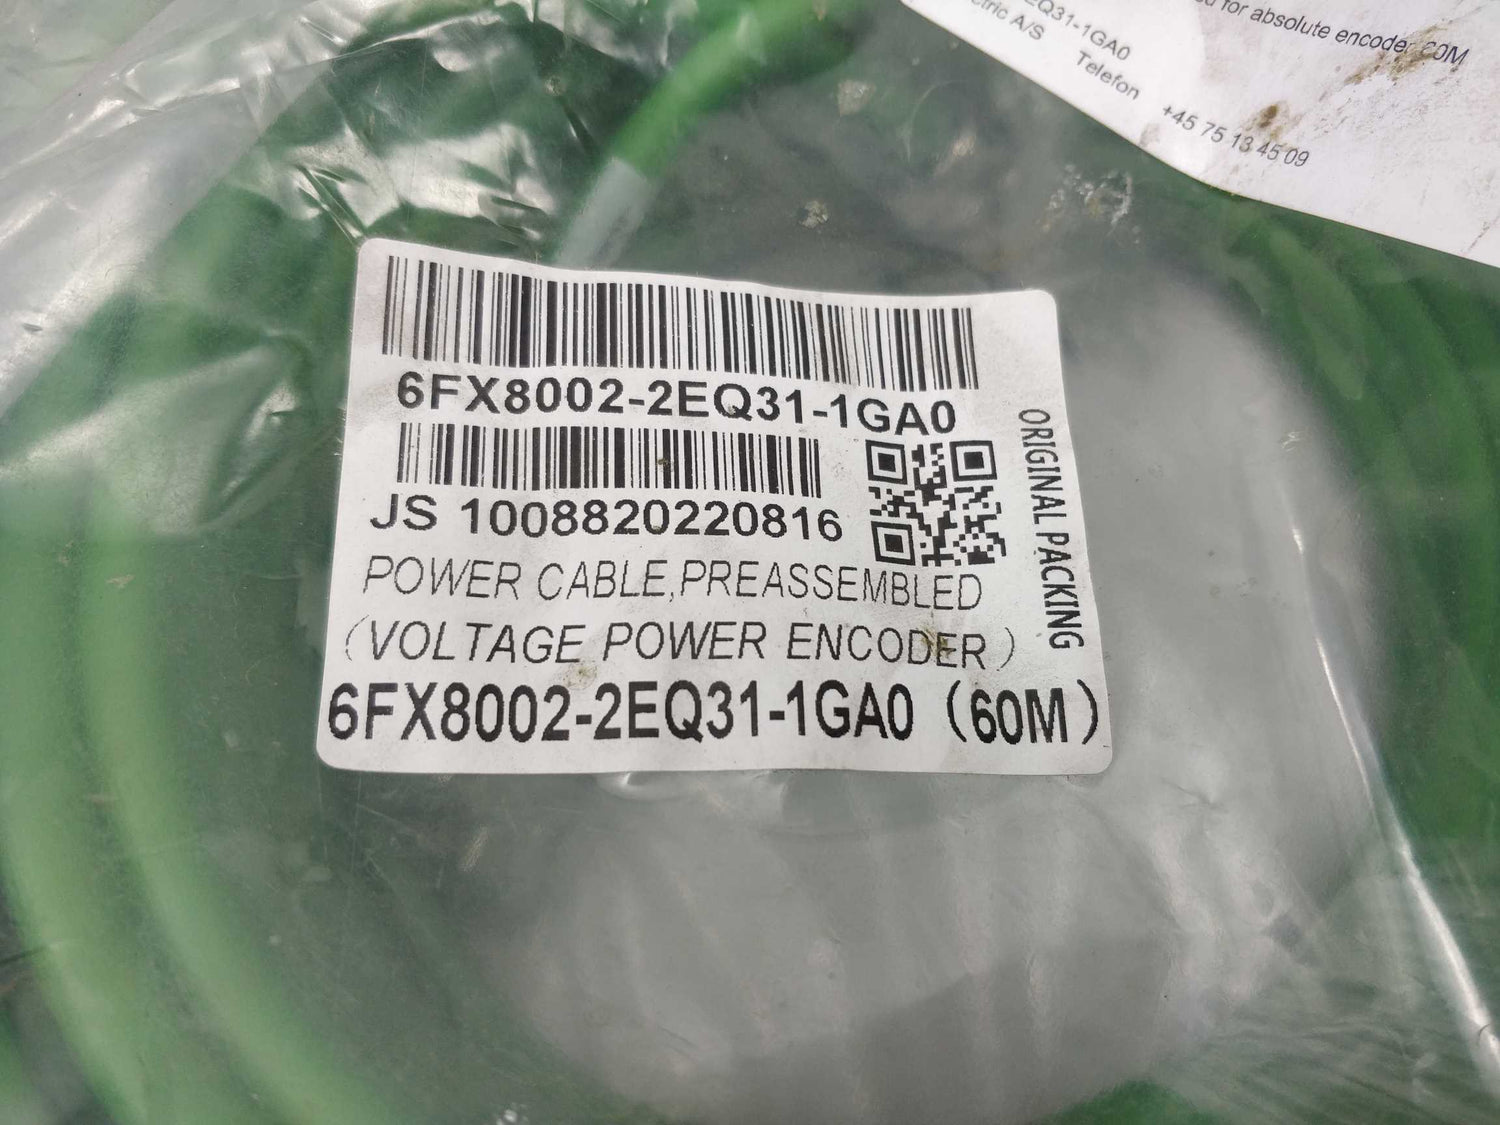 EQ31-1GA0
for absolute encoder 60M
A/S Telefon +45 75 13 45 09
6FX8002-2EQ31-1GA0
JS 1008820220816
POWER CABLE,PREASSEMBLED
(VOLTAGE POWER ENCODER)
6FX8002-2EQ31-1GA0 (60M)
ORIGINAL PACKING